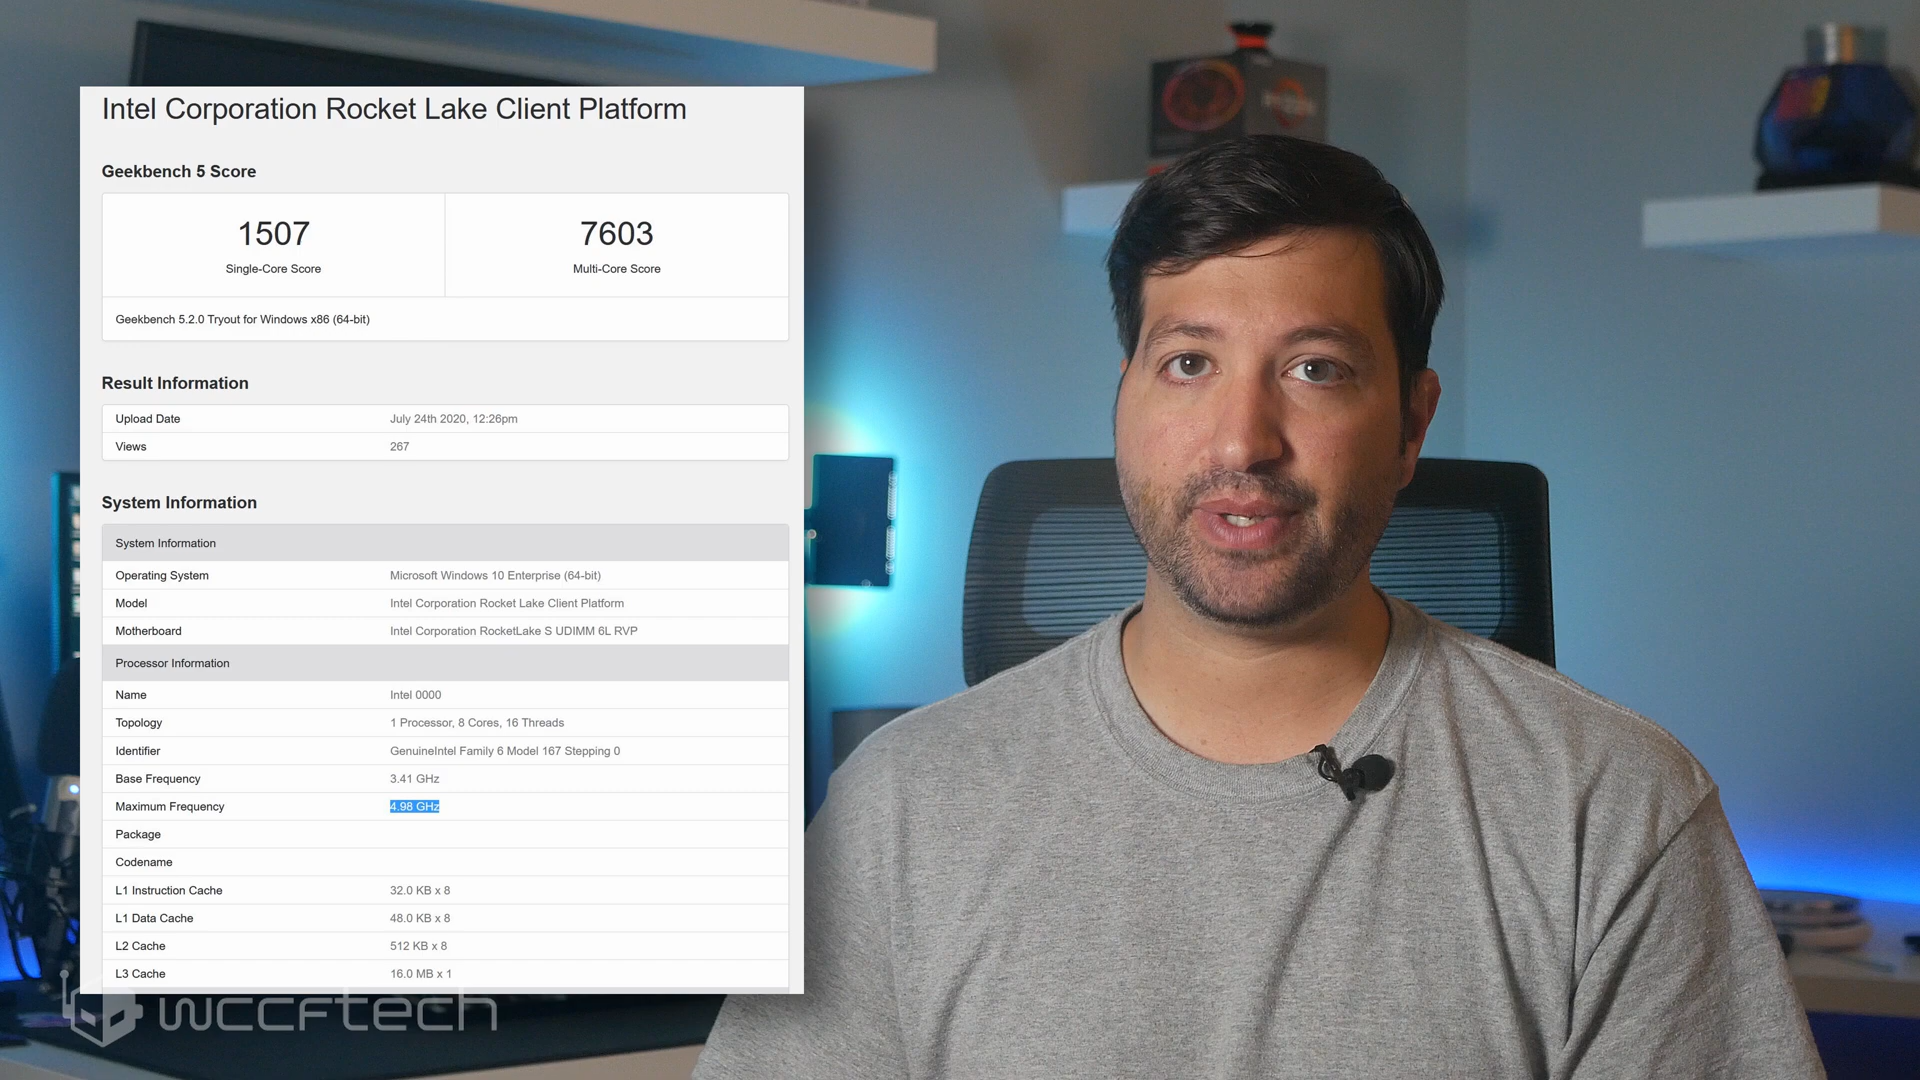 Intel Corporation Rocket Lake Client Platform
Geekbench 5 Score
1507 7603
Single-Core Score Multi-Core Score
Geekbench 5.2.0 Tryout for Windows x86 (64-bit)
Result Information
Upload Date July 24th 2020, 12:26pm
Views 267
System Information
System Information
Operating System Microsoft Windows 10 Enterprise (64-bit)
Model Intel Corporation Rocket Lake Client Platform
Motherboard Intel Corporation RocketLake S UDIMM 6L RVP
Processor Information
Name Intel 0000
Topology 1 Processor, 8 Cores, 16 Threads
Identifier GenuineIntel Family 6 Model 167 Stepping 0
Base Frequency 3.41 GHz
Maximum Frequency 4.98 GHz
Package
Codename
L1 Instruction Cache 32.0 KB x 8
L1 Data Cache 48.0 KB x 8
L2 Cache 512 KB x 8
L3 Cache 16.0 MB x 1
wccftech